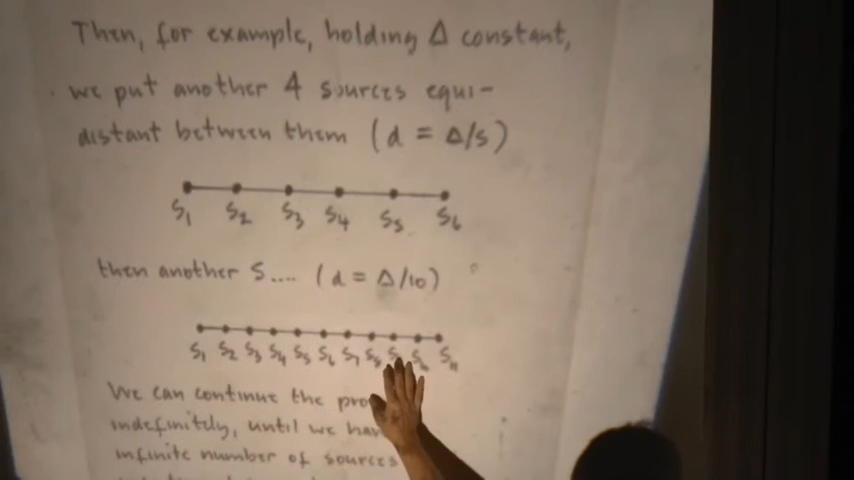 Then, for example, holding Δ constant,
we put another 4 sources equi-
distant between them (d = Δ/5)
S1 S2 S3 S4 S5 S6
then another 5.... (d = Δ/10)
S1 S2 S3 S4 S5 S6 S7 S8
We can continue the
indefinitely, until we
infinite number of sources